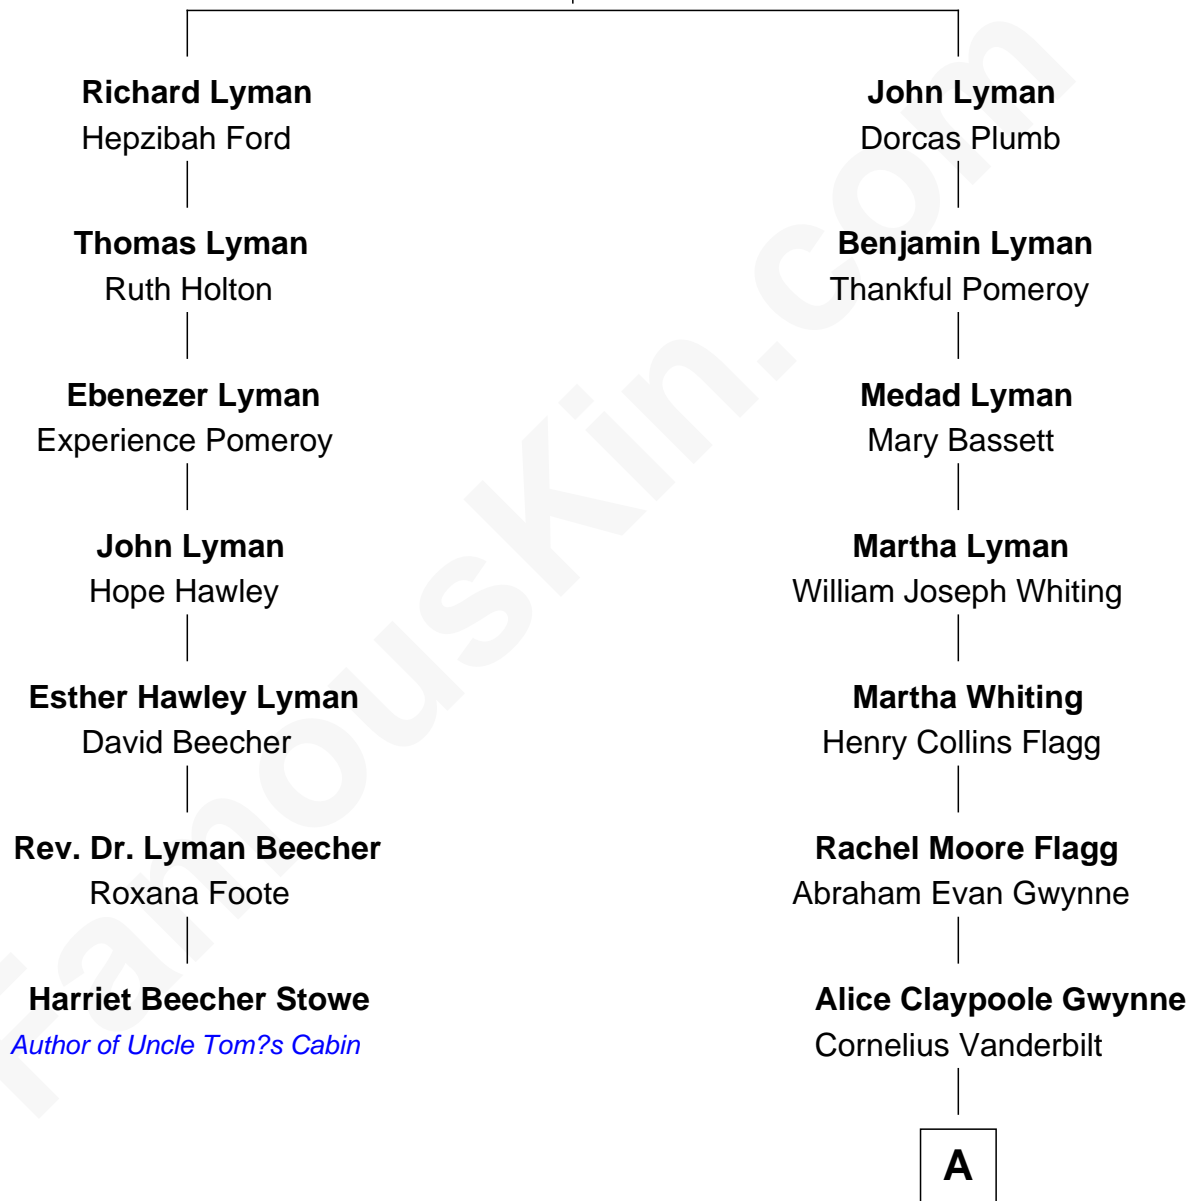 Richard Lyman
Hepzibah Ford
Thomas Lyman
Ruth Holton
Ebenezer Lyman
Experience Pomeroy
John Lyman
Hope Hawley
Esther Hawley Lyman
David Beecher
Rev. Dr. Lyman Beecher
Roxana Foote
Harriet Beecher Stowe
Author of Uncle Tom?s Cabin
John Lyman
Dorcas Plumb
Benjamin Lyman
Thankful Pomeroy
Medad Lyman
Mary Bassett
Martha Lyman
William Joseph Whiting
Martha Whiting
Henry Collins Flagg
Rachel Moore Flagg
Abraham Evan Gwynne
Alice Claypoole Gwynne
Cornelius Vanderbilt
A
FamousKin.com